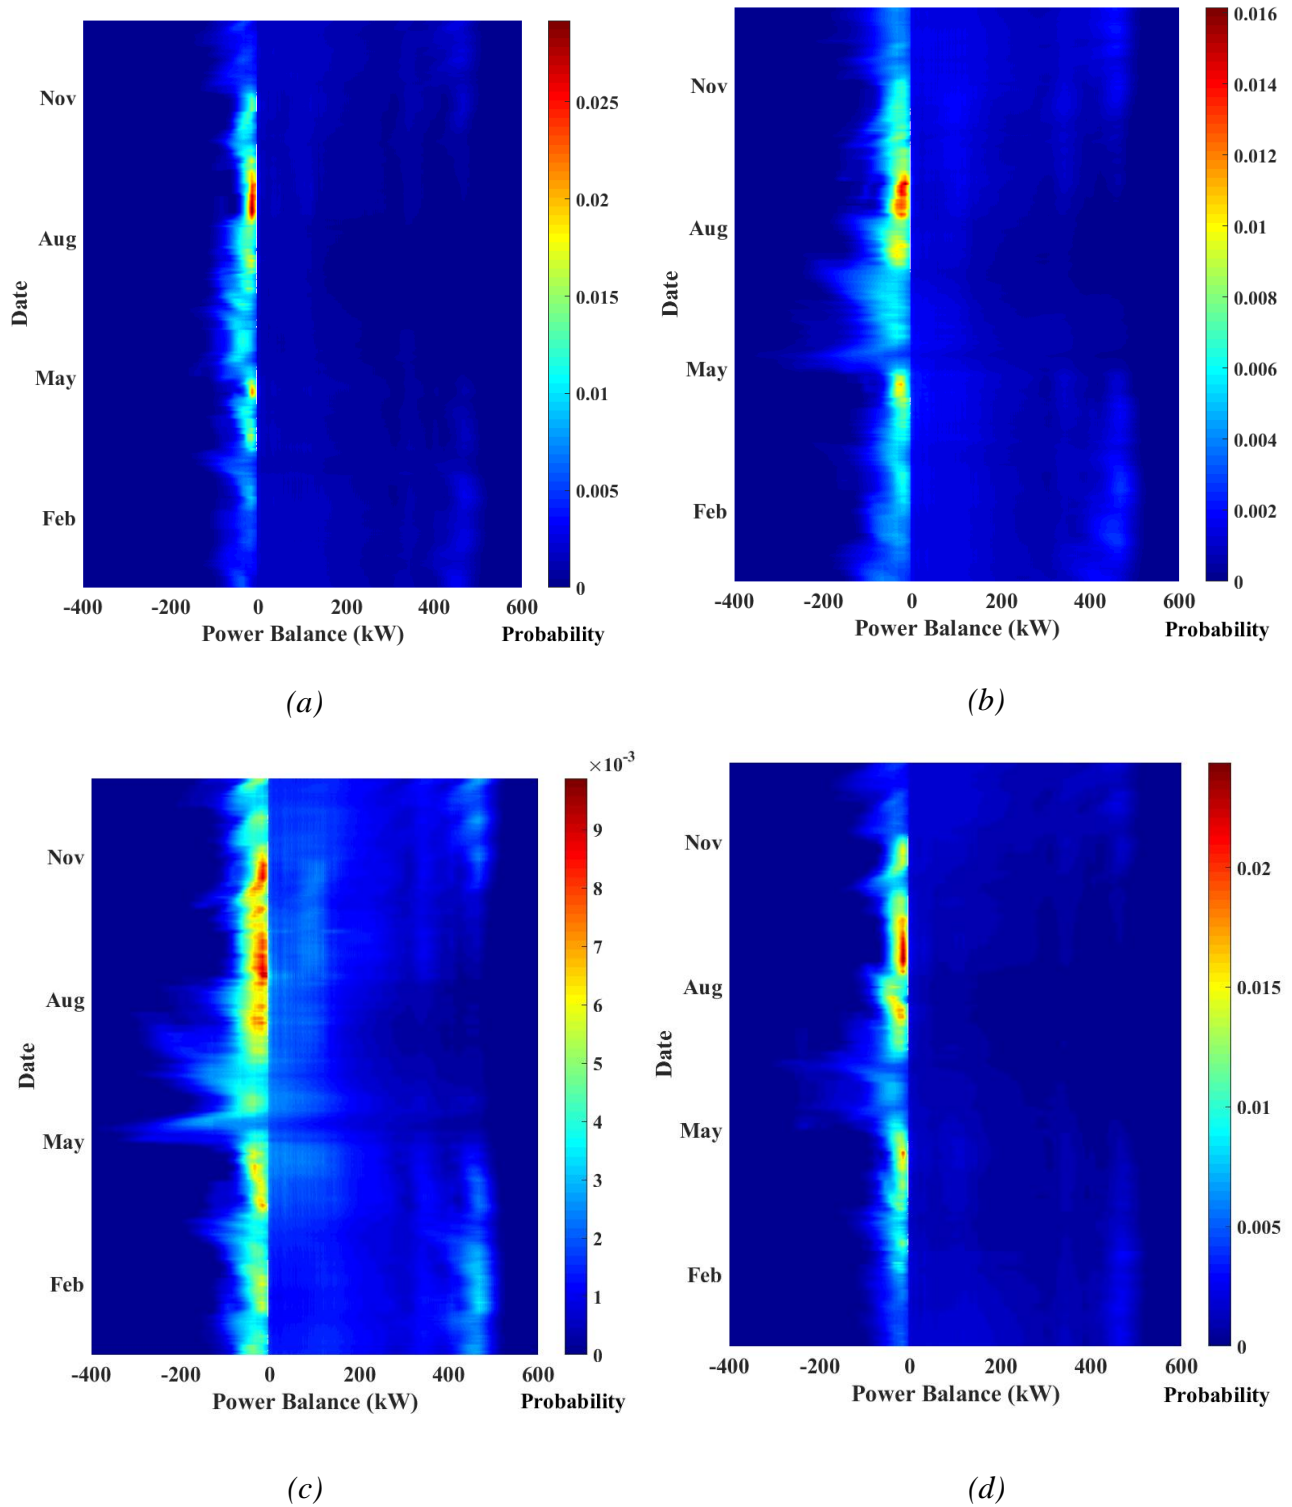 Nov
Aug
May
Feb
Date
-400 -200 0 200 400 600
Power Balance (kW)
Probability
0.025
0.02
0.015
0.01
0.005
0
(a)
Nov
Aug
May
Feb
Date
-400 -200 0 200 400 600
Power Balance (kW)
Probability
0.016
0.014
0.012
0.01
0.008
0.006
0.004
0.002
0
(b)
Nov
Aug
May
Feb
Date
-400 -200 0 200 400 600
Power Balance (kW)
Probability
×10⁻³
9
8
7
6
5
4
3
2
1
0
(c)
Nov
Aug
May
Feb
Date
-400 -200 0 200 400 600
Power Balance (kW)
Probability
0.02
0.015
0.01
0.005
0
(d)